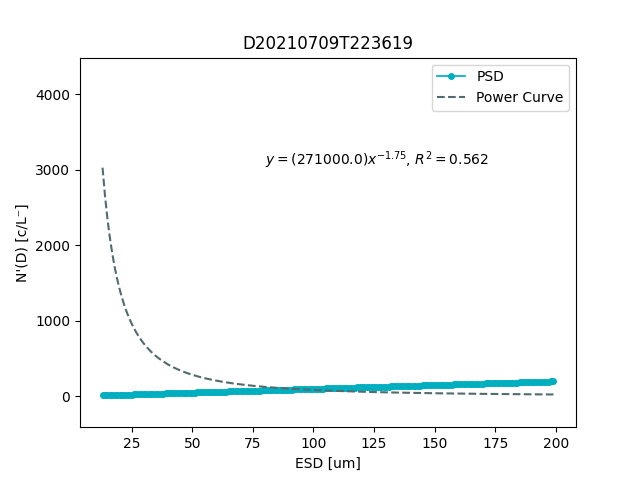 D20210709T223619
PSD
Power Curve
y = (271000.0)x^{-1.75}, R^2 = 0.562
N'(D) [c/L⁻]
4000
3000
2000
1000
0
25 50 75 100 125 150 175 200
ESD [um]